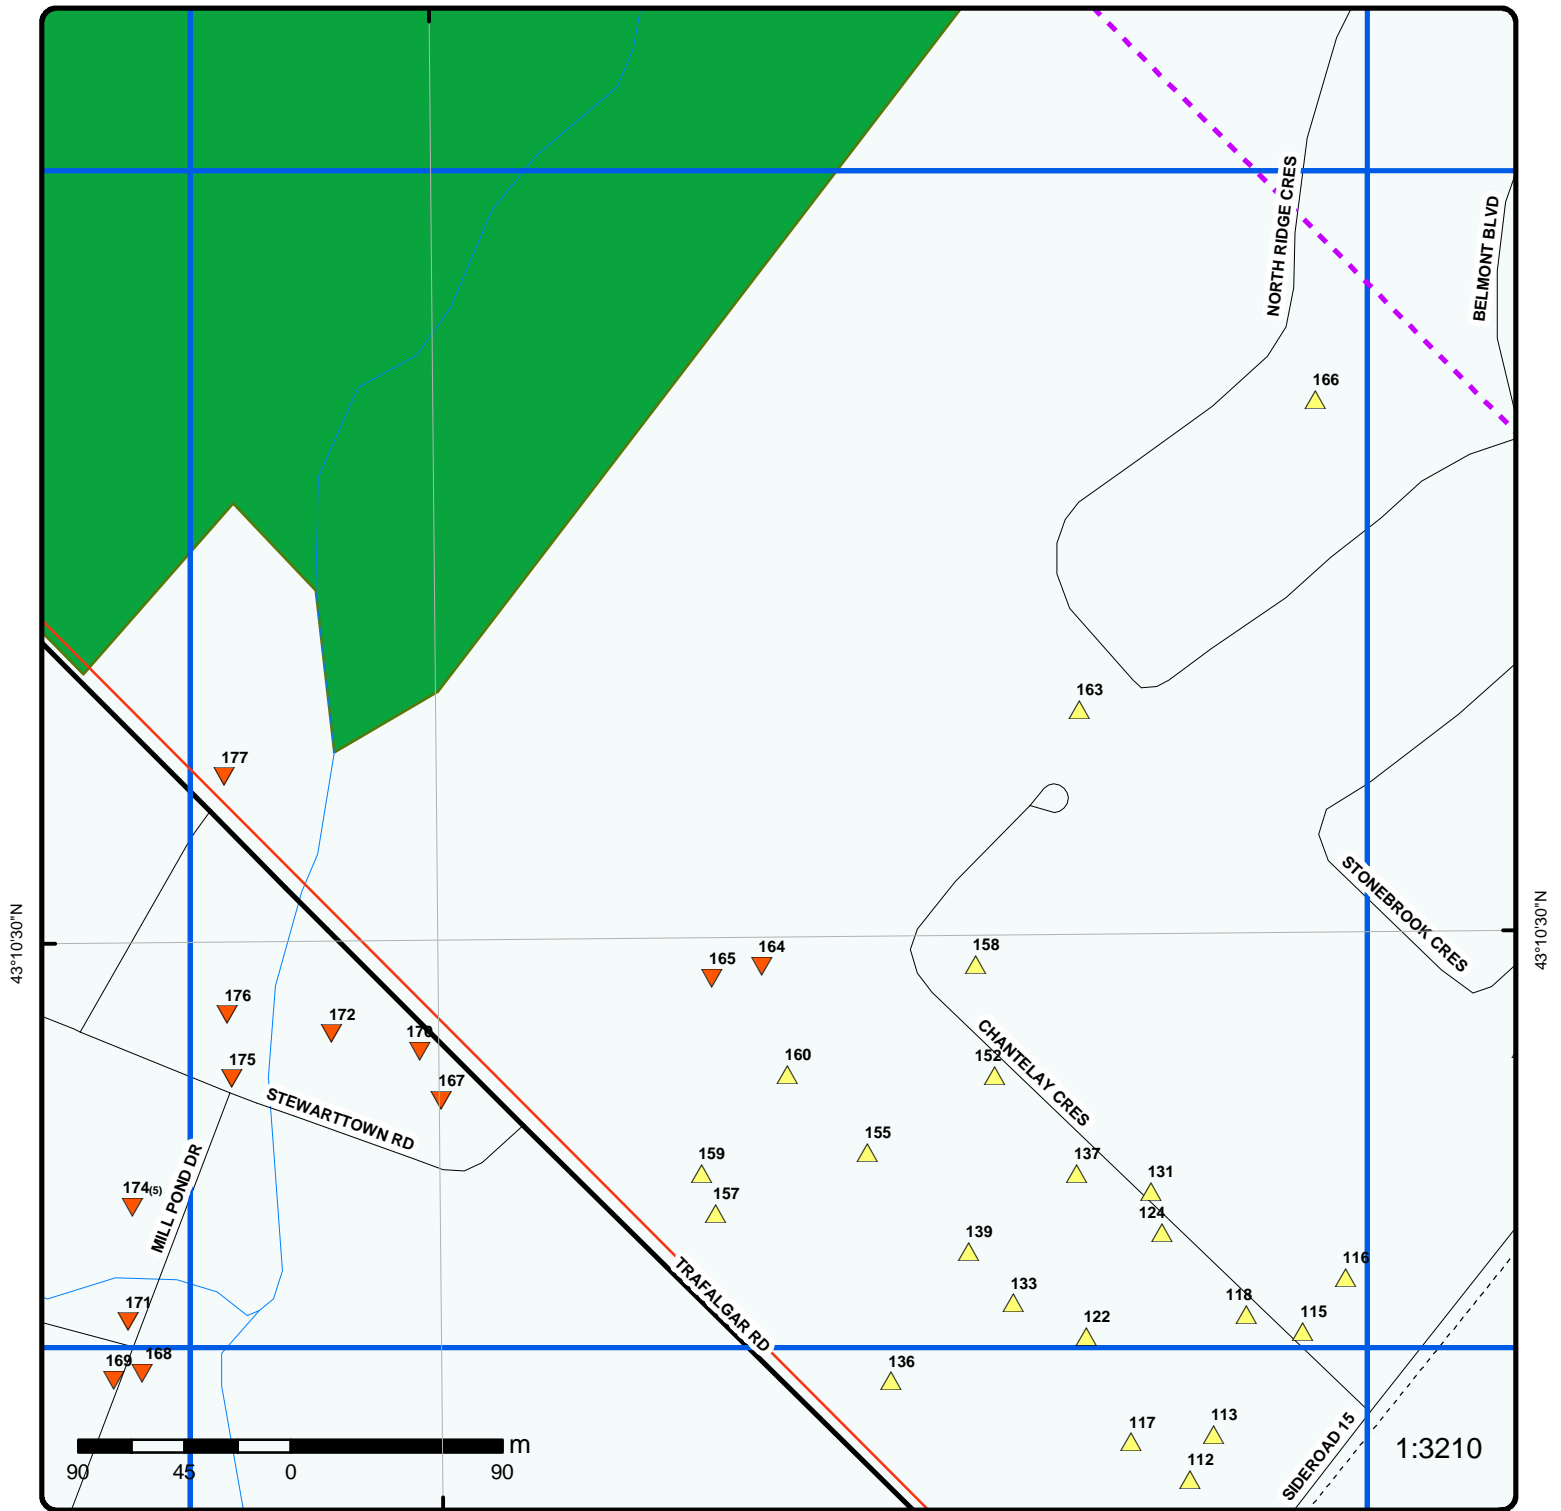 NORTH RIDGE CRES
BELMONT BLVD
166
163
177
STONEBROOK CRES
43°10'30"N
43°10'30"N
164
165
158
176
172
170
CHANTELAY CRES
152
160
175
167
STEWARTTOWN RD
155
159
137
131
MILL POND DR
174(5)
157
124
139
116
TRAFALGAR RD
133
118
115
122
171
168
169
136
117
113
SIDEROAD 15
112
m
1:3210
90 45 0 90